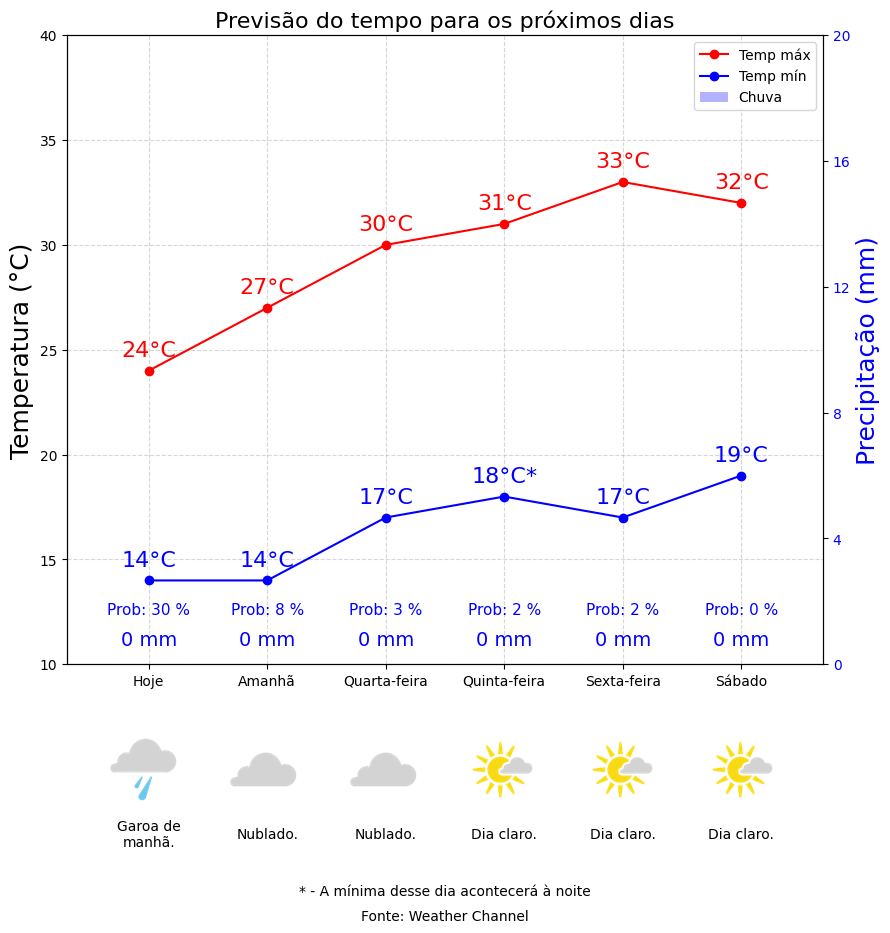 Previsão do tempo para os próximos dias
Temp máx
Temp mín
Chuva
Temperatura (°C)
40
35
30
25
20
15
10
Precipitação (mm)
20
16
12
8
4
0
24°C
27°C
30°C
31°C
33°C
32°C
14°C
14°C
17°C
18°C*
17°C
19°C
Prob: 30 %
Prob: 8 %
Prob: 3 %
Prob: 2 %
Prob: 2 %
Prob: 0 %
0 mm
0 mm
0 mm
0 mm
0 mm
0 mm
Hoje
Amanhã
Quarta-feira
Quinta-feira
Sexta-feira
Sábado
Garoa de
manhã.
Nublado.
Nublado.
Dia claro.
Dia claro.
Dia claro.
* - A mínima desse dia acontecerá à noite
Fonte: Weather Channel